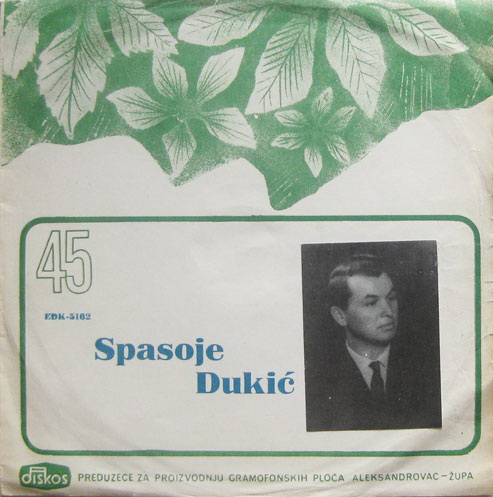 45
EDK-5162
Spasoje
Dukić
diskos PREDUZEĆE ZA PROIZVODNJU GRAMOFONSKIH PLOČA ALEKSANDROVAC-ŽUPA